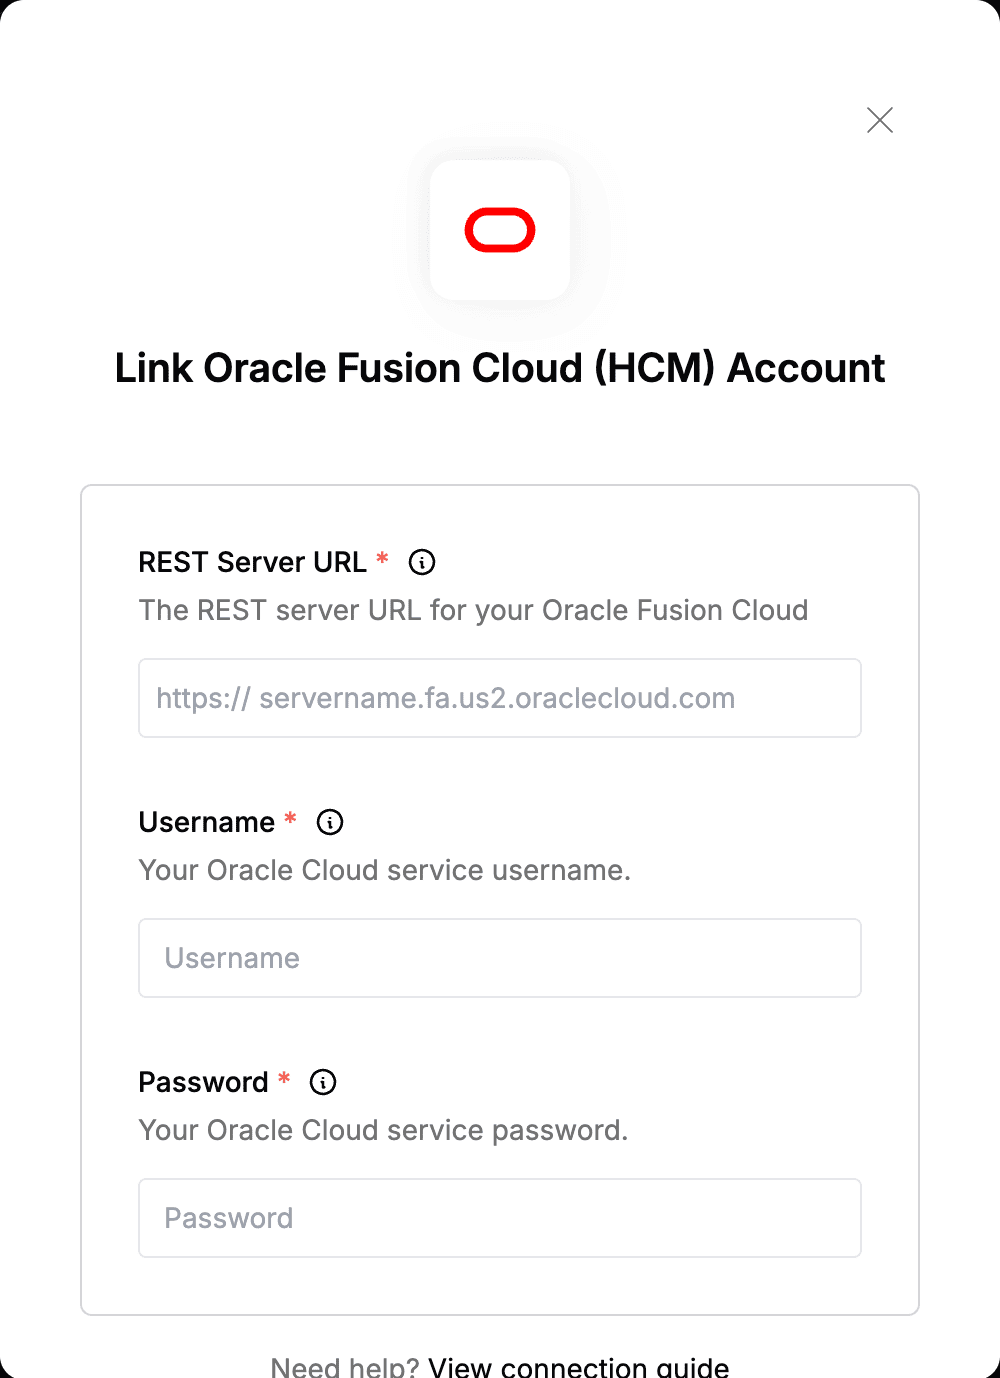 Link Oracle Fusion Cloud (HCM) Account
REST Server URL *
The REST server URL for your Oracle Fusion Cloud
https:// servername.fa.us2.oraclecloud.com
Username *
Your Oracle Cloud service username.
Username
Password *
Your Oracle Cloud service password.
Password
Need help? View connection guide